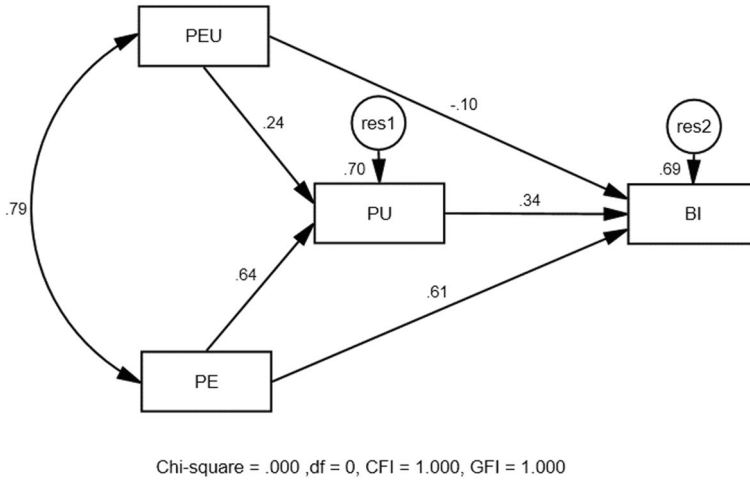 PEU
-.10
.24
res1
res2
.70
.69
.79
PU
.34
BI
.64
.61
PE
Chi-square = .000 ,df = 0, CFI = 1.000, GFI = 1.000